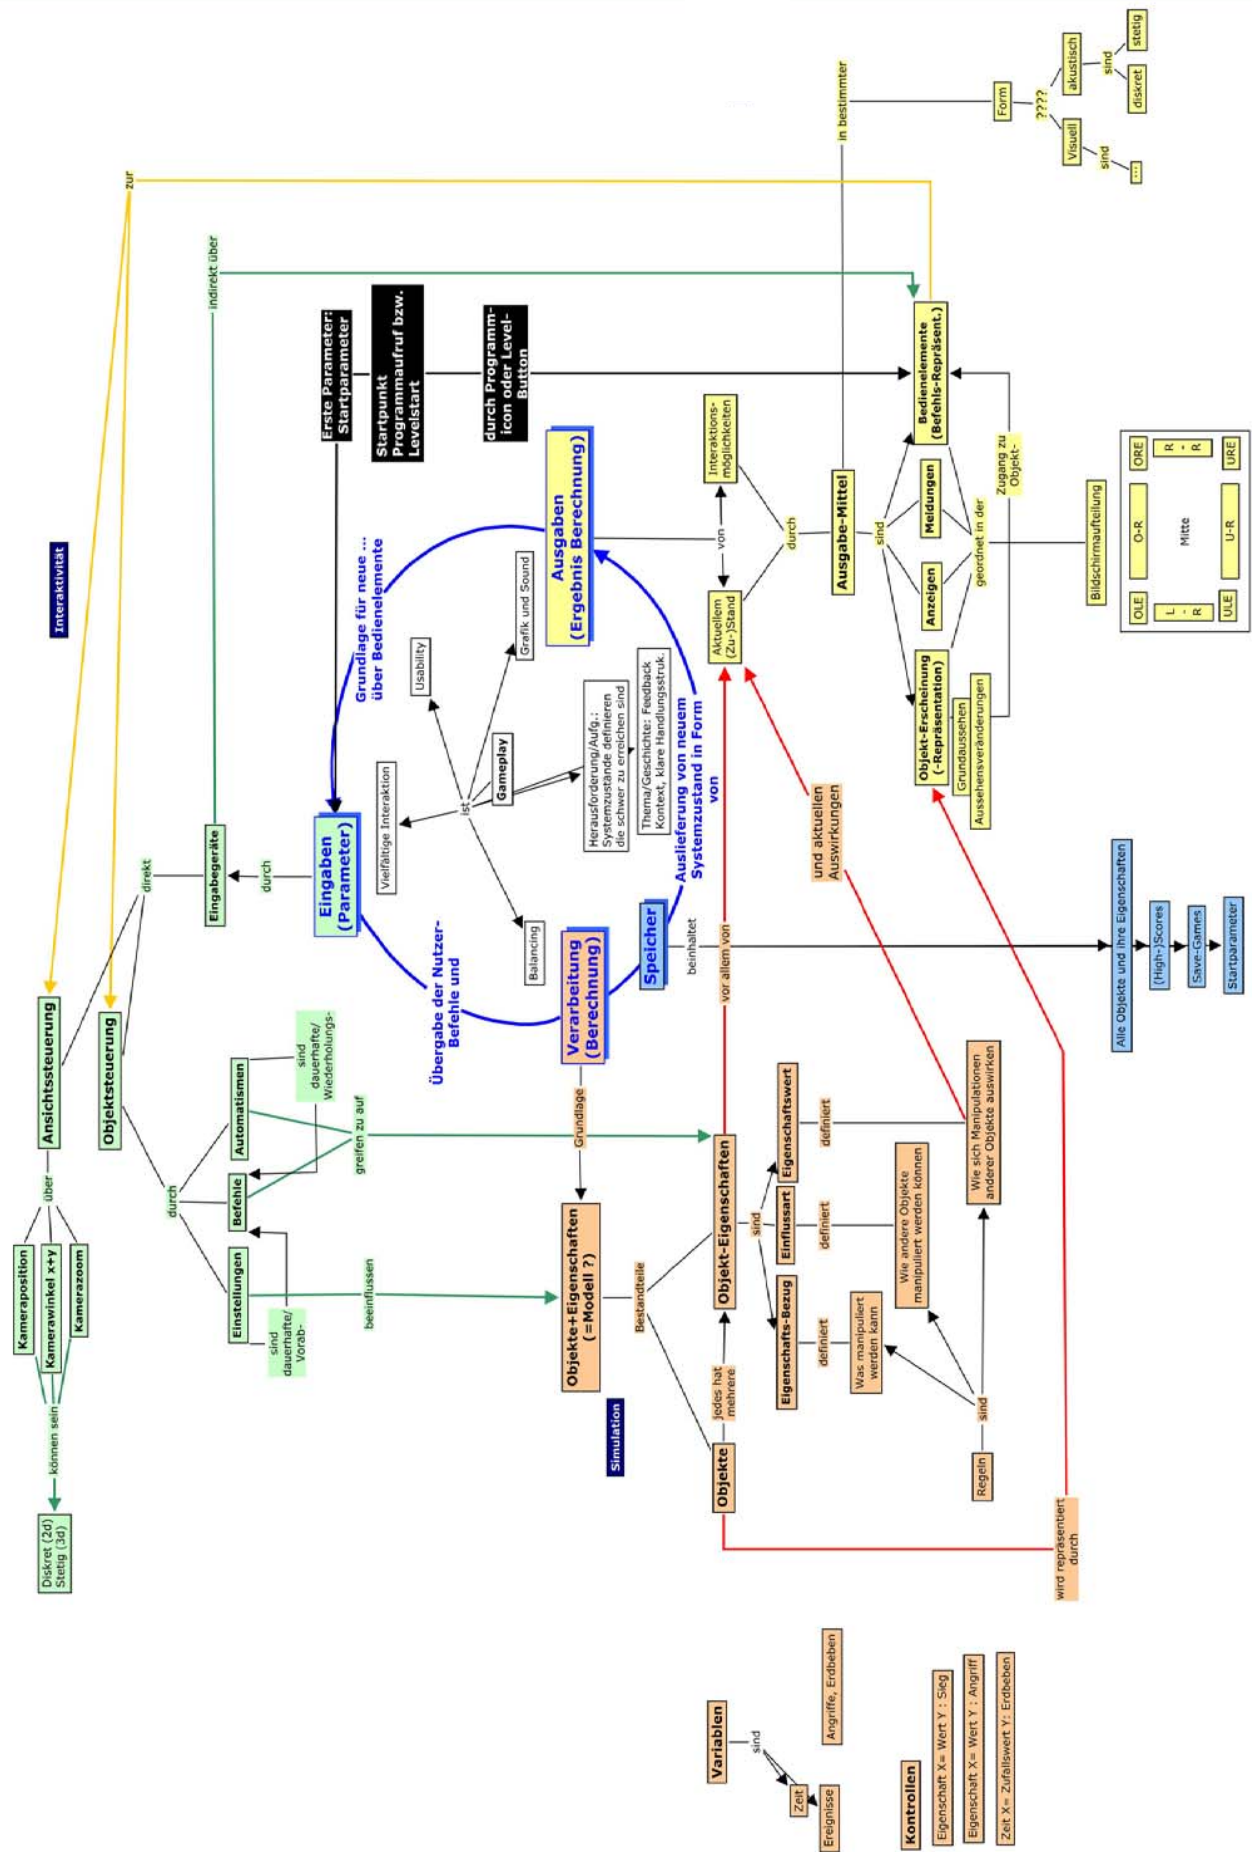 Diskret (2d)
Stetig (3d)
können sein
Kameraposition
Kamerawinkel x+y
Kamerazoom
über
Ansichtssteuerung
Objektsteuerung
Interaktivität
zur
direkt
durch
Einstellungen
Befehle
Automatismen
sind
dauerhafte/
Vorab-
sind
dauerhafte/
Wiederholungs-
beeinflussen
greifen zu auf
Eingabegeräte
indirekt über
durch
Eingaben
(Parameter)
Erste Parameter:
Startparameter
Startpunkt
Programmaufruf bzw.
Levelstart
durch Programm-
icon oder Level-
Button
Grundlage für neue ...
über Bedienelemente
Übergabe der Nutzer-
Befehle und
Vielfältige Interaktion
Usability
ist
Gameplay
Grafik und Sound
Balancing
Herausforderung/Aufg.:
Systemzustände definieren
die schwer zu erreichen sind
Thema/Geschichte: Feedback
Kontext, klare Handlungsstruk.
Ausgaben
(Ergebnis Berechnung)
Verarbeitung
(Berechnung)
Speicher
Auslieferung von neuem
Systemzustand in Form
von
Grundlage
Objekte+Eigenschaften
(=Modell ?)
Simulation
Bestandteile
beinhaltet
Objekte
jedes hat
mehrere
Objekt-Eigenschaften
vor allem von
Aktuellem
(Zu-)Stand
von
Interaktions-
möglichkeiten
durch
sind
Eigenschafts-Bezug
Einflussart
Eigenschaftswert
definiert
definiert
definiert
Was manipuliert
werden kann
Wie andere Objekte
manipuliert werden können
Wie sich Manipulationen
anderer Objekte auswirken
Regeln
sind
und aktuellen
Auswirkungen
wird repräsentiert
durch
Ausgabe-Mittel
in bestimmter
Form
????
Visuell
akustisch
sind
sind
...
diskret
stetig
sind
Objekt-Erscheinung
(-Repräsentation)
Grundaussehen
Aussehensveränderungen
Anzeigen
Meldungen
Bedienelemente
(Befehls-Repräsent.)
geordnet in der
Zugang zu
Objekt-
Bildschirmaufteilung
OLE
O-R
ORE
L
-
R
Mitte
R
-
R
ULE
U-R
URE
Alle Objekte und ihre Eigenschaften
(High-)Scores
Save-Games
Startparameter
Variablen
sind
Zeit
Ereignisse
Angriffe, Erdbeben
Kontrollen
Eigenschaft X= Wert Y : Sieg
Eigenschaft X= Wert Y : Angriff
Zeit X= Zufallswert Y: Erdbeben